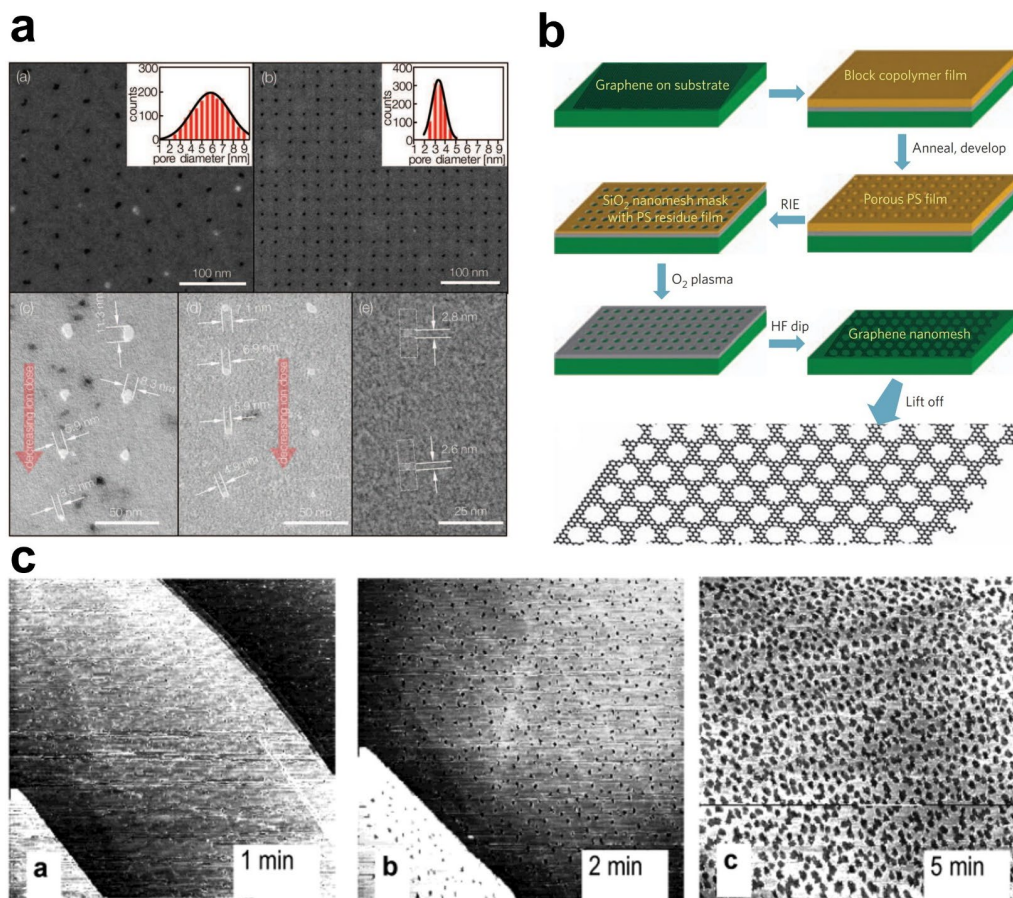 a
(a)
300
200
100
0
counts
1 2 3 4 5 6 7 8 9
pore diameter [nm]
100 nm
(b)
400
300
200
100
0
counts
1 2 3 4 5 6 7 8 9
pore diameter [nm]
100 nm
(c)
11.3 nm
8.3 nm
decreasing ion dose
50 nm
(d)
7.1 nm
5.9 nm
decreasing ion dose
50 nm
(e)
2.8 nm
2.6 nm
25 nm
b
Graphene on substrate
Block copolymer film
Anneal, develop
SiO₂ nanomesh mask
with PS residue film
RIE
Porous PS film
O₂ plasma
HF dip
Graphene nanomesh
Lift off
c
a
1 min
b
2 min
c
5 min